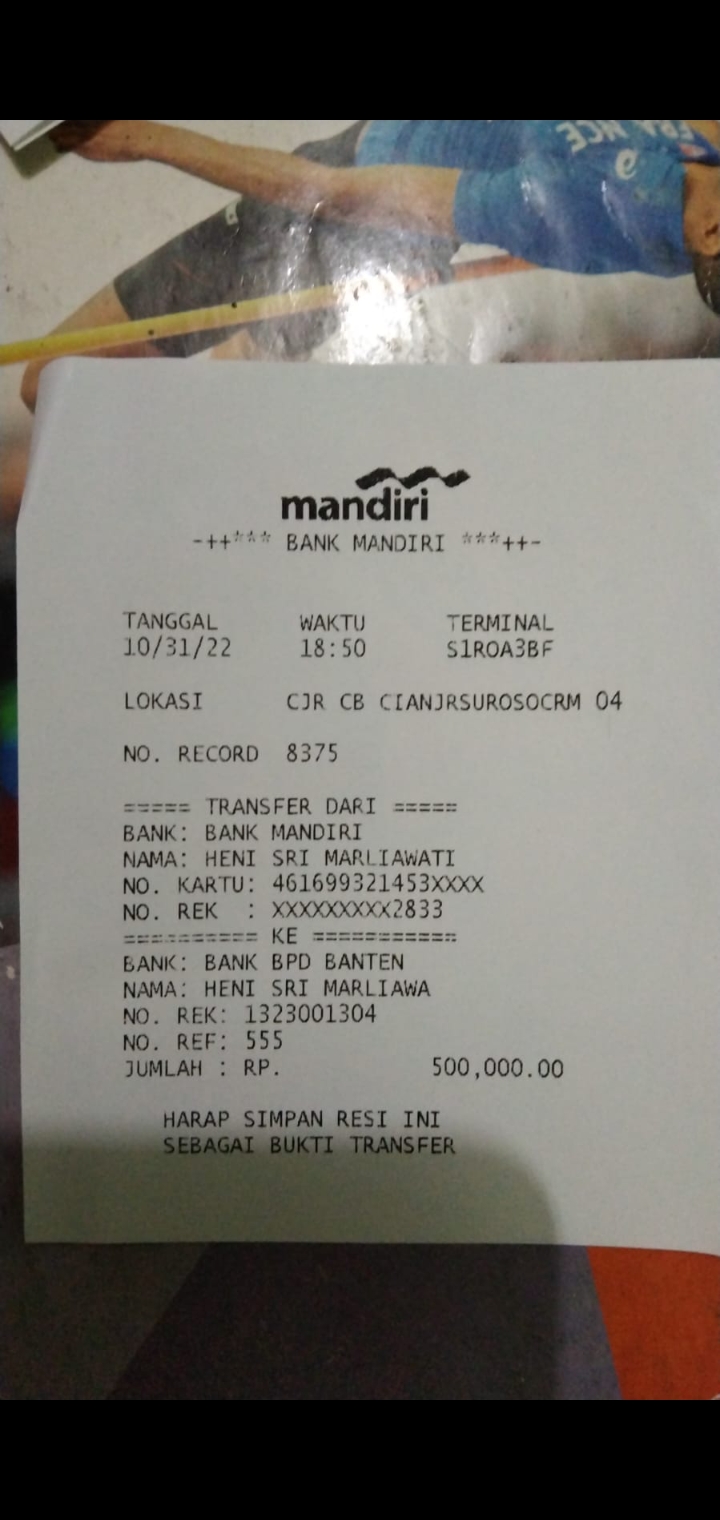 FRANCE
mandiri
-++*** BANK MANDIRI ***++-
TANGGAL WAKTU TERMINAL
10/31/22 18:50 S1ROA3BF
LOKASI CJR CB CIANJRSUROSOCRM 04
NO. RECORD 8375
===== TRANSFER DARI =====
BANK: BANK MANDIRI
NAMA: HENI SRI MARLIAWATI
NO. KARTU: 461699321453XXXX
NO. REK : XXXXXXXXX2833
========== KE ===========
BANK: BANK BPD BANTEN
NAMA: HENI SRI MARLIAWA
NO. REK: 1323001304
NO. REF: 555
JUMLAH : RP. 500,000.00
HARAP SIMPAN RESI INI
SEBAGAI BUKTI TRANSFER